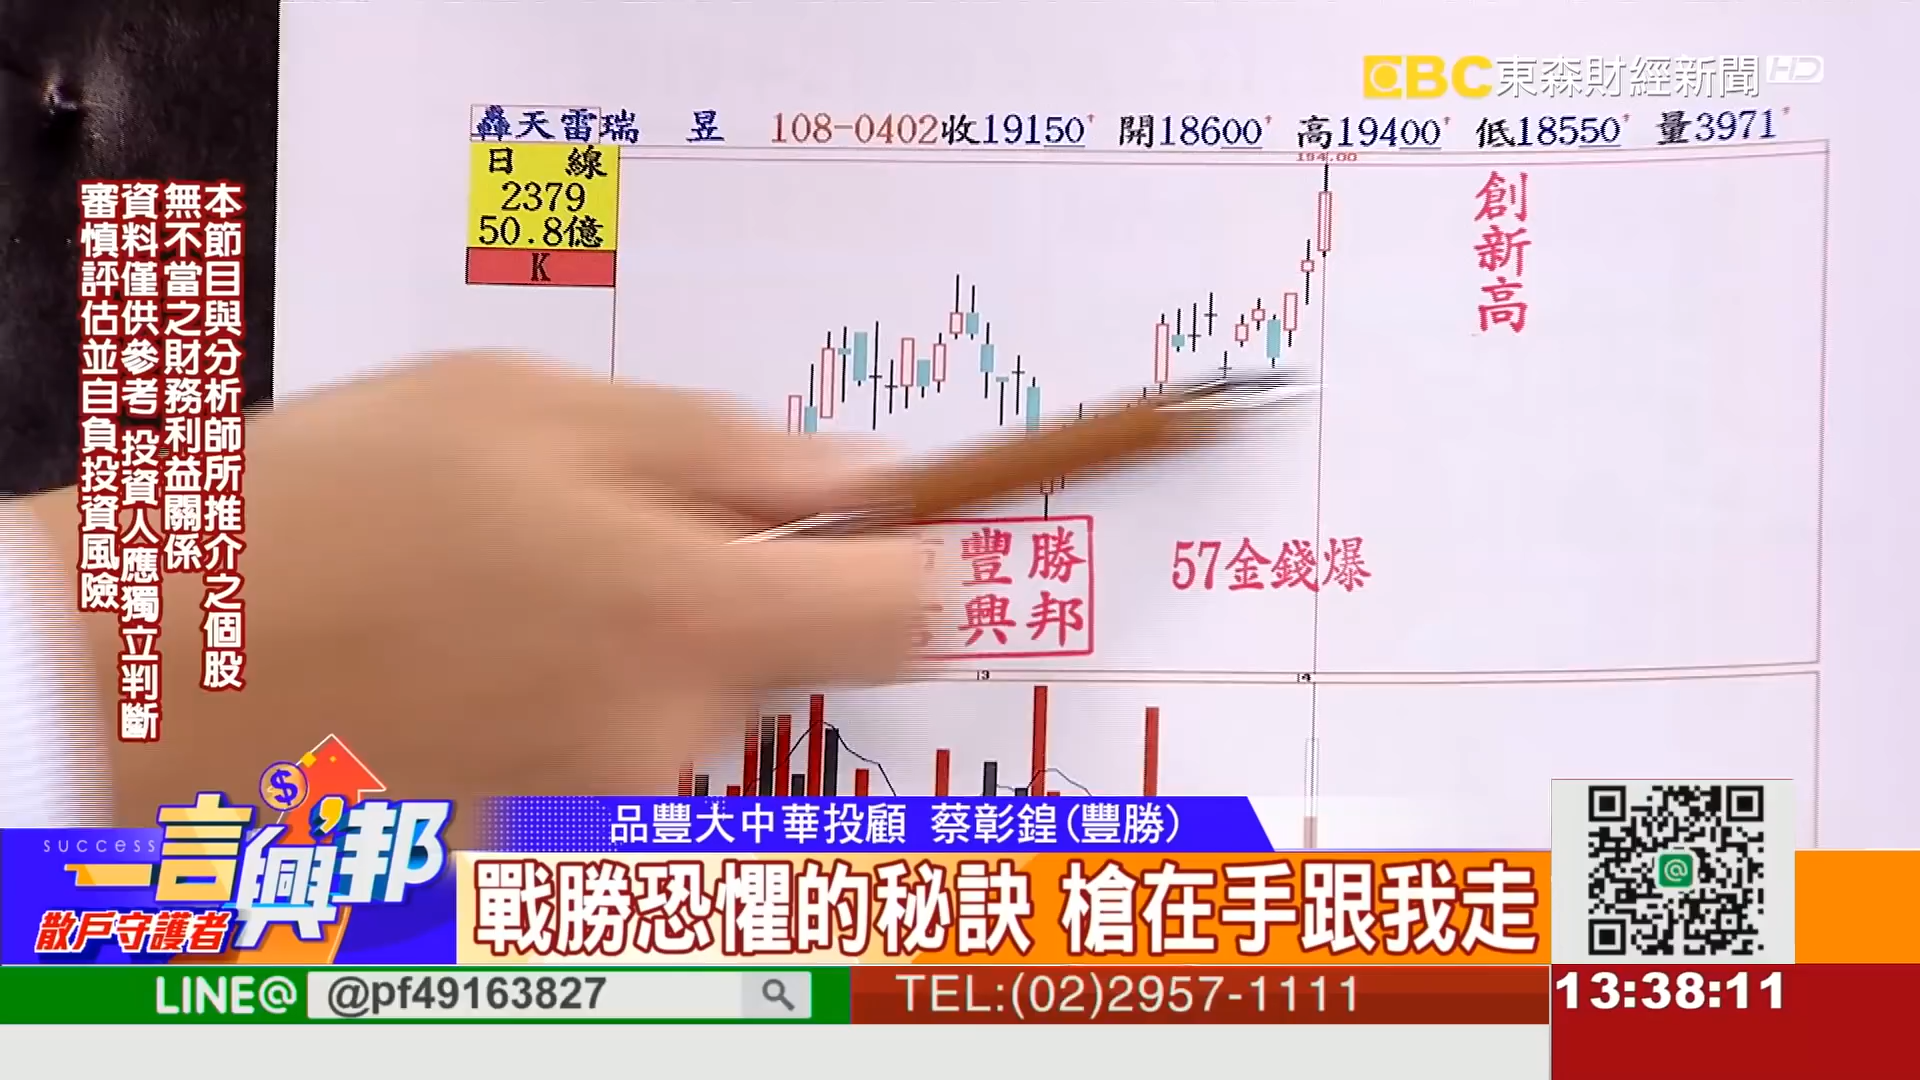 EBC東森財經新聞HD
轟天雷瑞 昱 108-0402收19150 開18600 高19400 低18550 量3971
194.00
日 線
2379
50.8億
K
創新高
本節目與分析師所推介之個股
無不當之財務利益關係
資料僅供參考 投資人應獨立判斷
審慎評估並自負投資風險
豐勝
興邦
57金錢爆
3
4
success
一言興邦
散戶守護者
品豐大中華投顧 蔡彰鍠(豐勝)
戰勝恐懼的秘訣 槍在手跟我走
LINE@ @pf49163827
TEL:(02)2957-1111
13:38:11